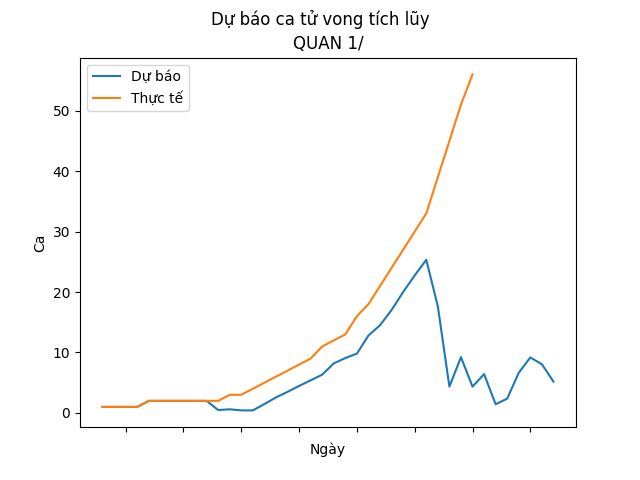 Dự báo ca tử vong tích lũy
QUAN 1/
Dự báo
Thực tế
50
40
30
20
10
0
Ca
Ngày